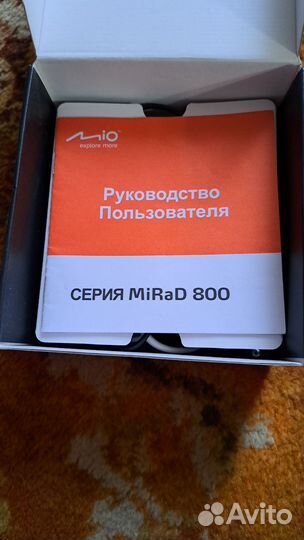 Mio
explore more
Руководство
Пользователя
СЕРИЯ MiRaD 800
Avito